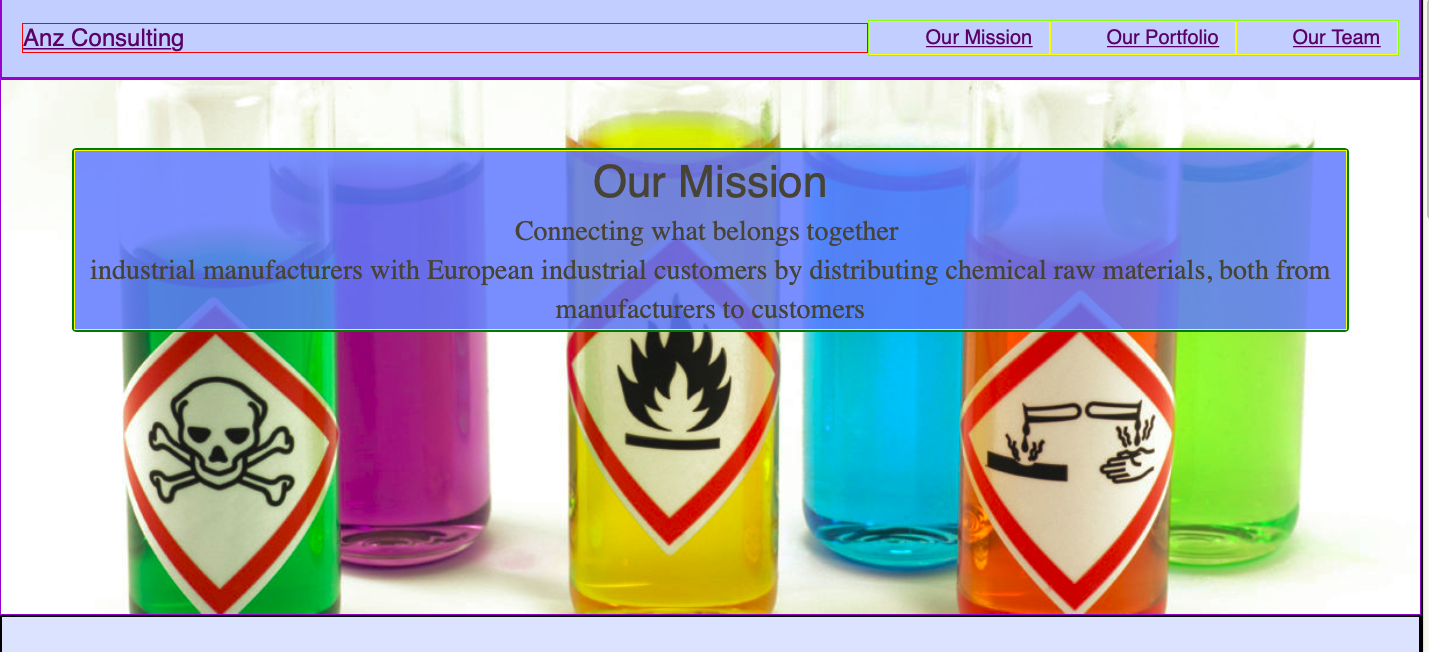 Anz Consulting
Our Mission
Our Portfolio
Our Team
Our Mission
Connecting what belongs together
industrial manufacturers with European industrial customers by distributing chemical raw materials, both from
manufacturers to customers